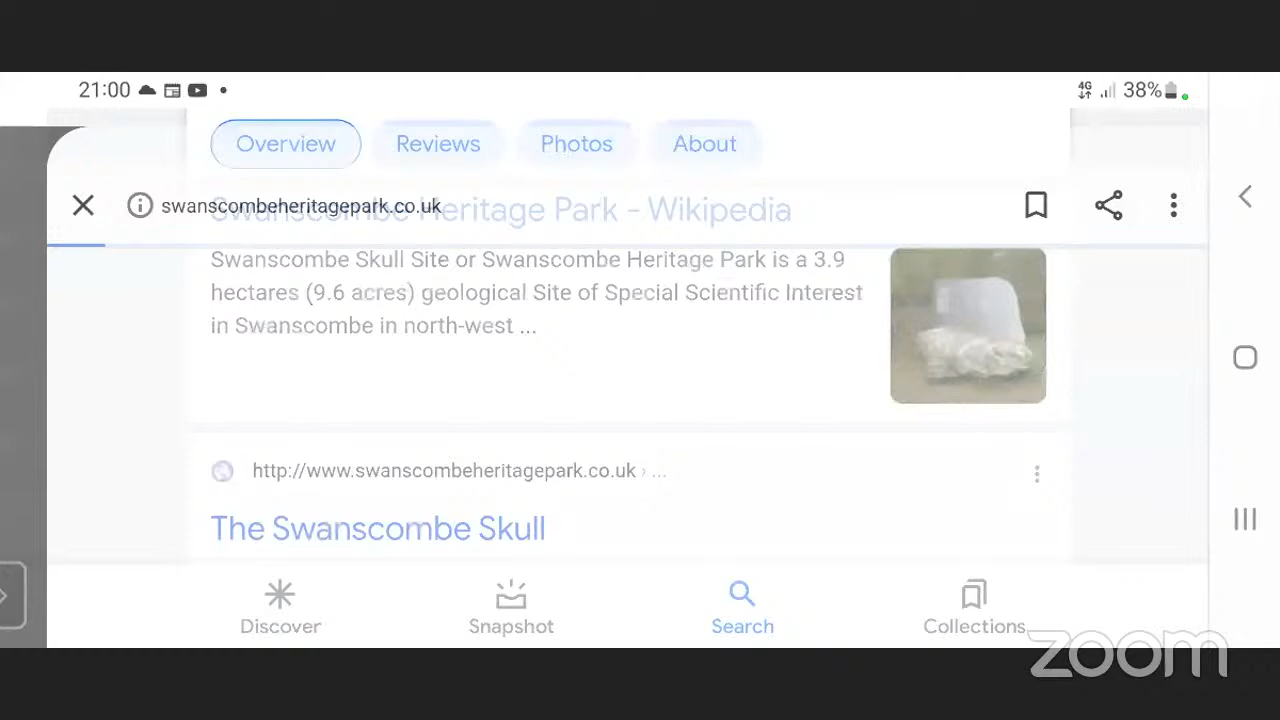 21:00
4G 38%
Overview Reviews Photos About
swanscombeheritagepark.co.uk
Swanscombe Heritage Park - Wikipedia
Swanscombe Skull Site or Swanscombe Heritage Park is a 3.9
hectares (9.6 acres) geological Site of Special Scientific Interest
in Swanscombe in north-west ...
http://www.swanscombeheritagepark.co.uk › ...
The Swanscombe Skull
Discover Snapshot Search Collections
zoom